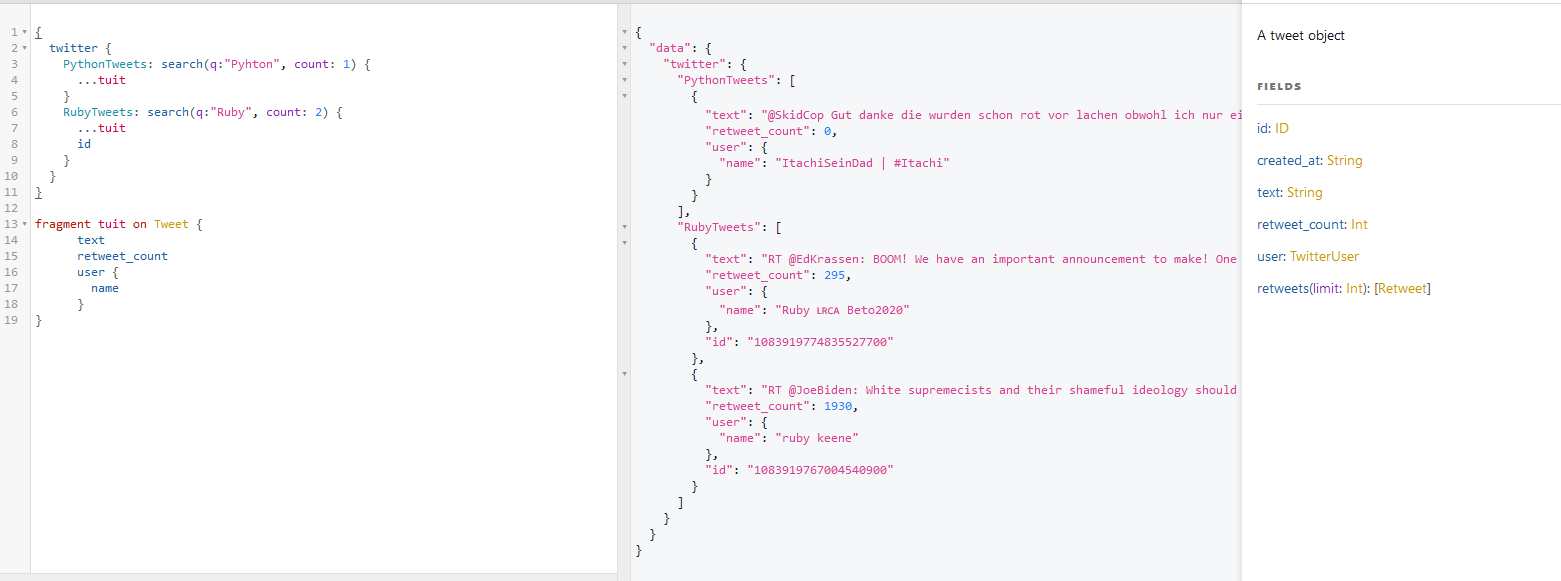 1 {
2 twitter {
3 PythonTweets: search(q:"Pyhton", count: 1) {
4 ...tuit
5 }
6 RubyTweets: search(q:"Ruby", count: 2) {
7 ...tuit
8 id
9 }
10 }
11 }
12
13 fragment tuit on Tweet {
14 text
15 retweet_count
16 user {
17 name
18 }
19 }
{
"data": {
"twitter": {
"PythonTweets": [
{
"text": "@SkidCop Gut danke die wurden schon rot vor lachen obwohl ich nur ei
"retweet_count": 0,
"user": {
"name": "ItachiSeinDad | #Itachi"
}
}
],
"RubyTweets": [
{
"text": "RT @EdKrassen: BOOM! We have an important announcement to make! One
"retweet_count": 295,
"user": {
"name": "Ruby ʟʀᴄᴀ Beto2020"
},
"id": "1083919774835527700"
},
{
"text": "RT @JoeBiden: White supremecists and their shameful ideology should
"retweet_count": 1930,
"user": {
"name": "ruby keene"
},
"id": "1083919767004540900"
}
]
}
}
}
A tweet object
FIELDS
id: ID
created_at: String
text: String
retweet_count: Int
user: TwitterUser
retweets(limit: Int): [Retweet]